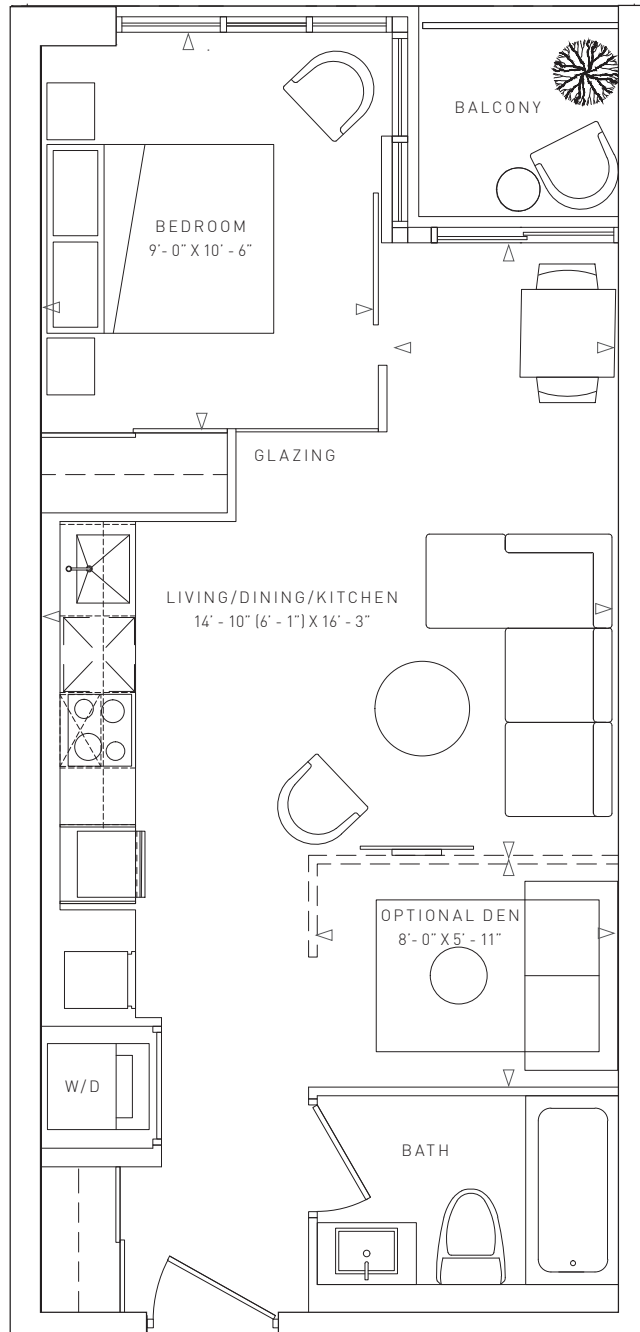 BALCONY
BEDROOM
9'- 0" X 10' - 6"
GLAZING
LIVING/DINING/KITCHEN
14' - 10" (6' - 1") X 16' - 3"
OPTIONAL DEN
8'- 0" X 5' - 11"
W/D
BATH